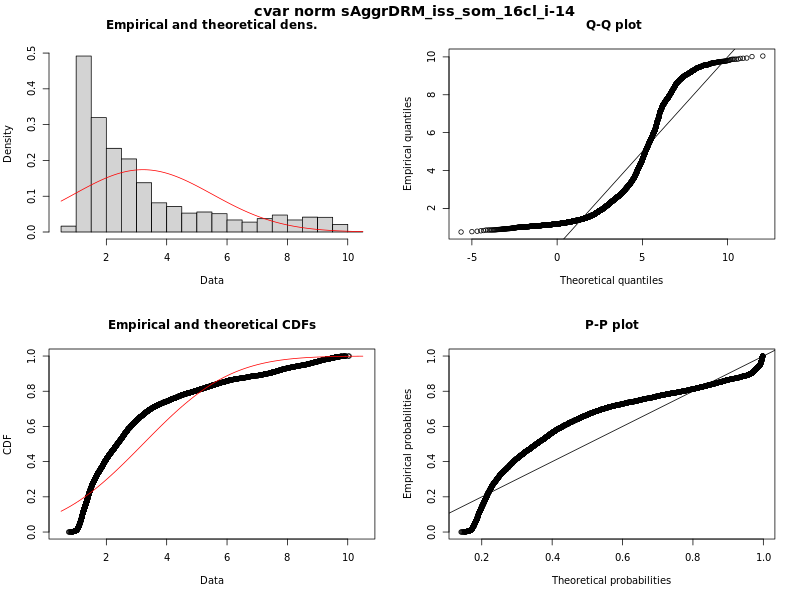 cvar norm sAggrDRM_iss_som_16cl_i-14
Empirical and theoretical dens.
Density
0.0 0.1 0.2 0.3 0.4 0.5
2 4 6 8 10
Data
Q-Q plot
Empirical quantiles
2 4 6 8 10
-5 0 5 10
Theoretical quantiles
Empirical and theoretical CDFs
CDF
0.0 0.2 0.4 0.6 0.8 1.0
2 4 6 8 10
Data
P-P plot
Empirical probabilities
0.0 0.2 0.4 0.6 0.8 1.0
0.2 0.4 0.6 0.8 1.0
Theoretical probabilities